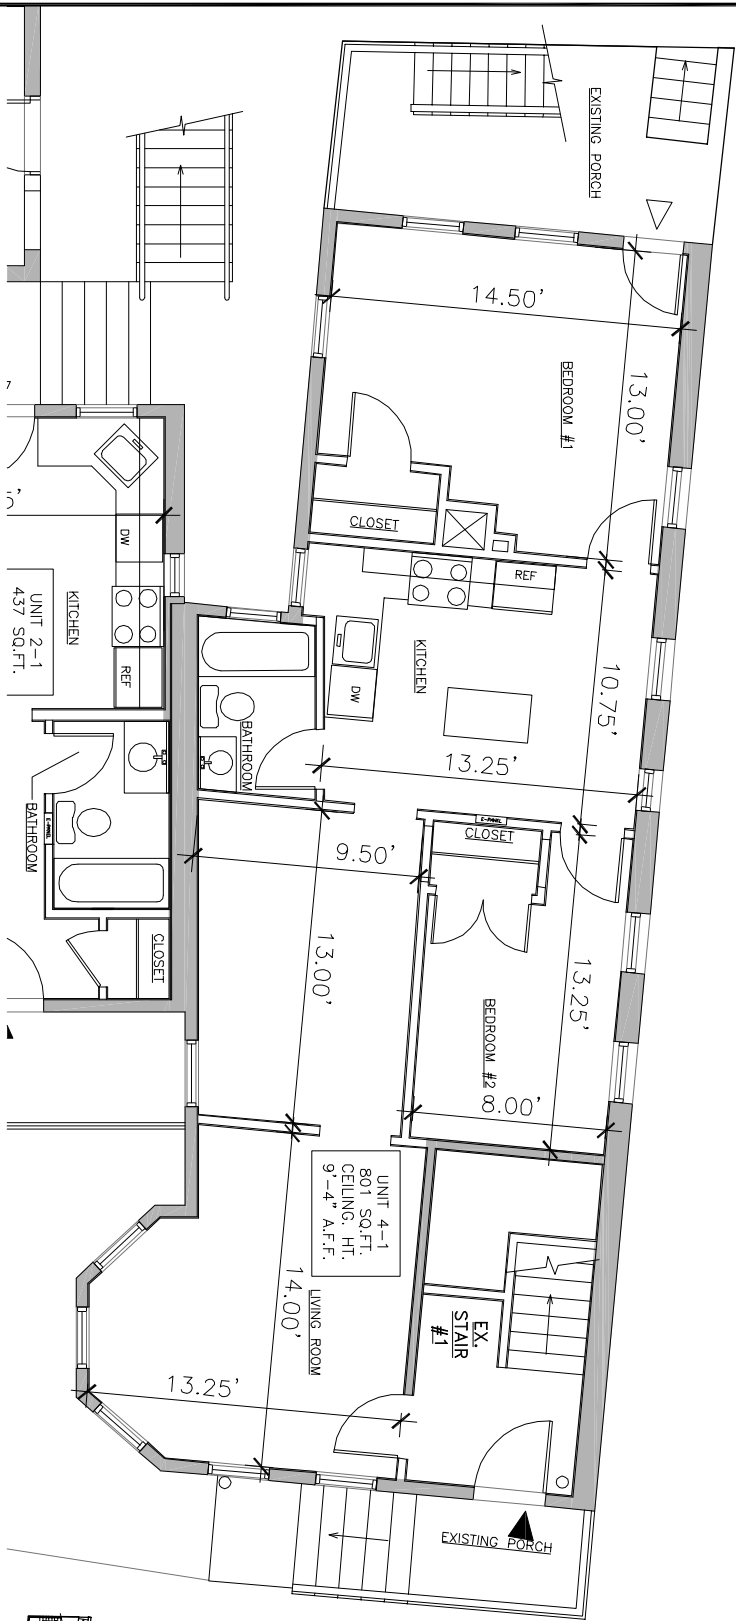 EXISTING PORCH
14.50'
BEDROOM #1
13.00'
CLOSET
DW
REF
KITCHEN
UNIT 2-1
437 SQ.FT.
KITCHEN
REF
DW
10.75'
BATHROOM
13.25'
E-PANEL
CLOSET
BATHROOM
E-PANEL
9.50'
CLOSET
13.00'
13.25'
BEDROOM #2
8.00'
UNIT 4-1
801 SQ.FT.
CEILING. HT.
9'-4" A.F.F.
14.00'
LIVING ROOM
EX.
STAIR
#1
13.25'
EXISTING PORCH